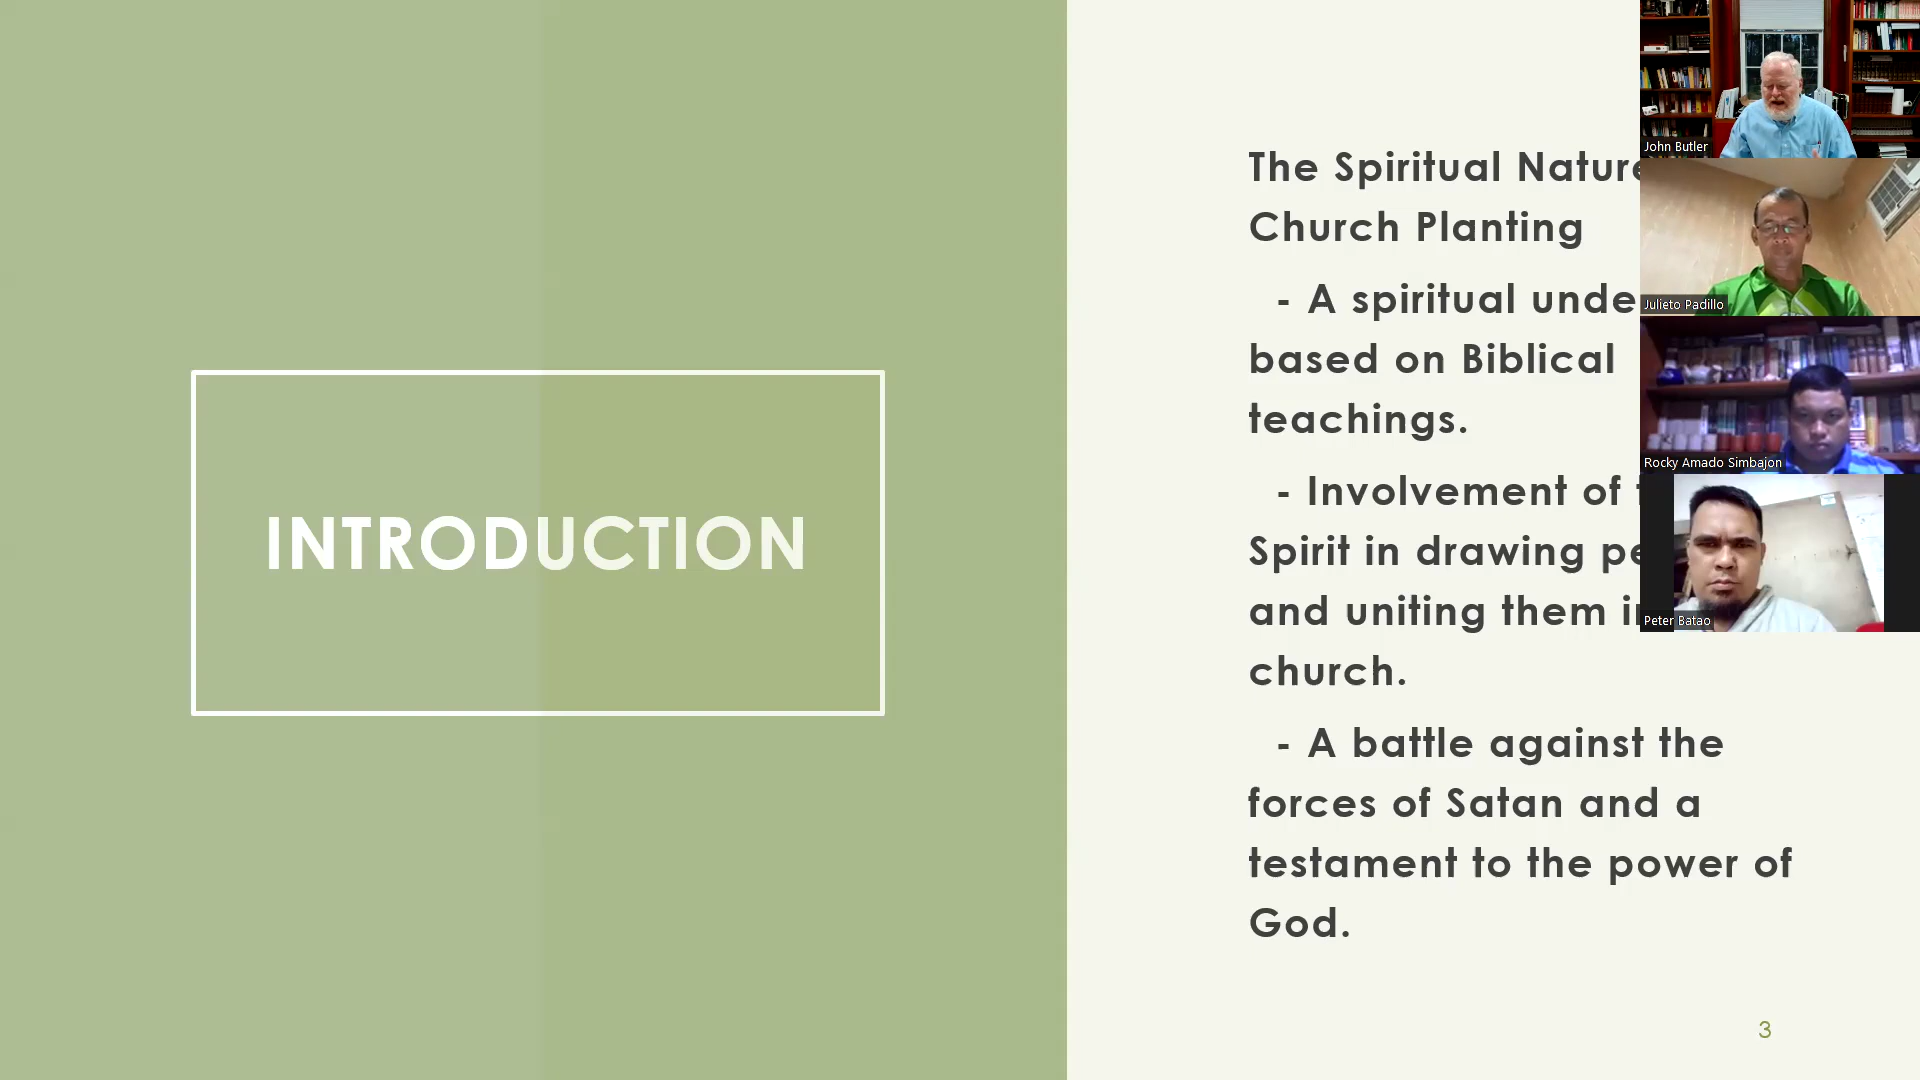 INTRODUCTION
The Spiritual Nature
Church Planting
- A spiritual unde
based on Biblical
teachings.
- Involvement of
Spirit in drawing pe
and uniting them
church.
- A battle against the
forces of Satan and a
testament to the power of
God.
3
John Butler
Julieto Padillo
Rocky Amado Simbajon
Peter Batao